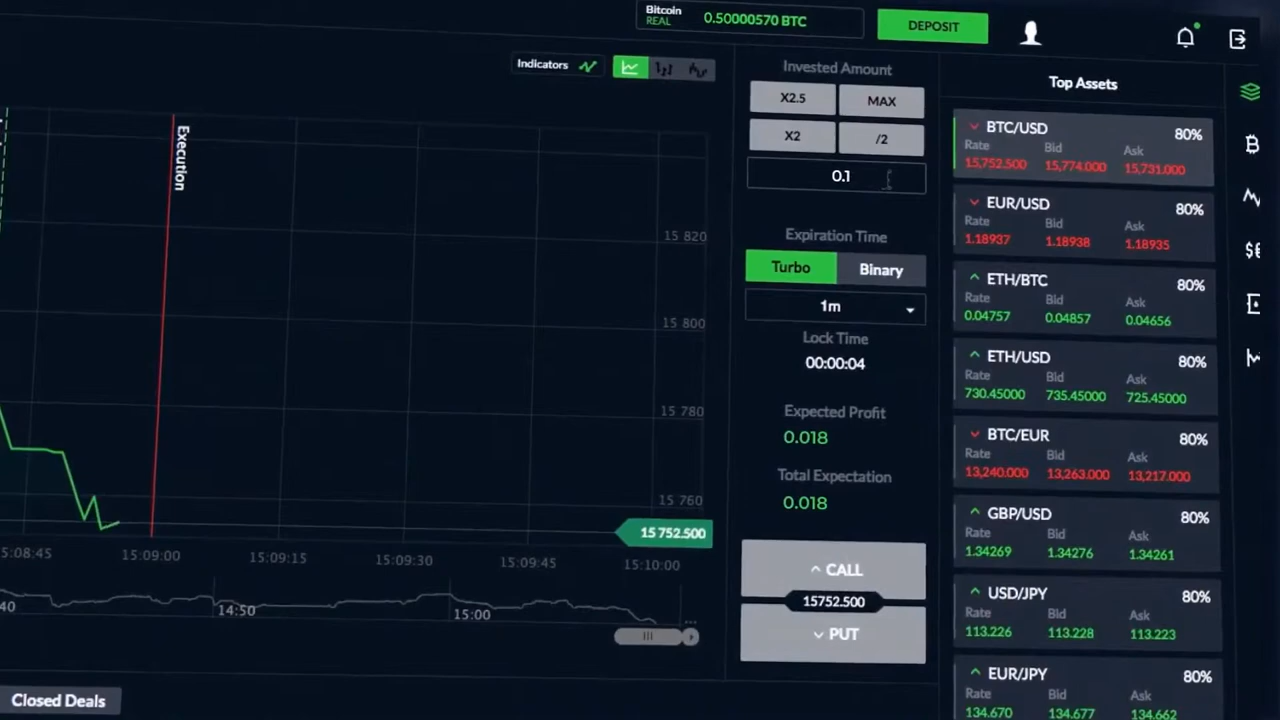 Bitcoin
REAL
0.50000570 BTC
DEPOSIT
Indicators
Execution
15 820
15 800
15 780
15 760
15 752.500
5:08:45
15:09:00
15:09:15
15:09:30
15:09:45
15:10:00
40
14:50
15:00
Closed Deals
Invested Amount
X2.5
MAX
X2
/2
0.1
Expiration Time
Turbo
Binary
1m
Lock Time
00:00:04
Expected Profit
0.018
Total Expectation
0.018
CALL
15752.500
PUT
Top Assets
BTC/USD 80%
Rate Bid Ask
15,752.500 15,774.000 15,731.000
EUR/USD 80%
Rate Bid Ask
1.18937 1.18938 1.18935
ETH/BTC 80%
Rate Bid Ask
0.04757 0.04857 0.04656
ETH/USD 80%
Rate Bid Ask
730.45000 735.45000 725.45000
BTC/EUR 80%
Rate Bid Ask
13,240.000 13,263.000 13,217.000
GBP/USD 80%
Rate Bid Ask
1.34269 1.34276 1.34261
USD/JPY 80%
Rate Bid Ask
113.226 113.228 113.223
EUR/JPY 80%
Rate Bid Ask
134.670 134.677 134.662